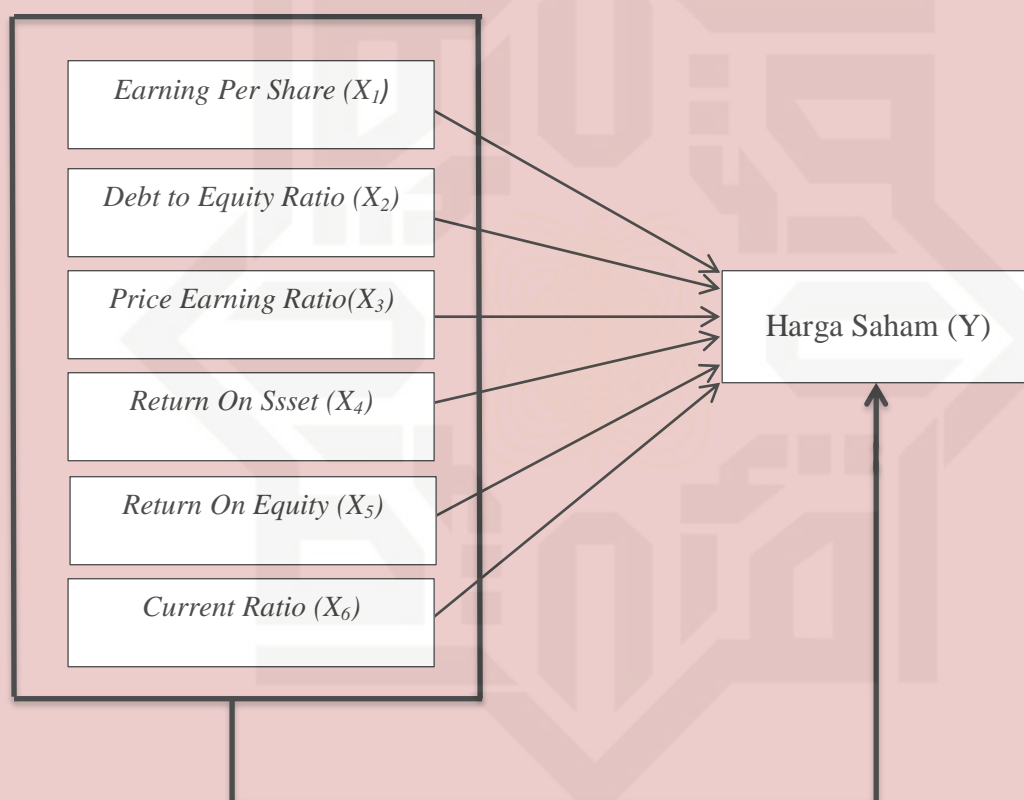 Earning Per Share (X1)
Debt to Equity Ratio (X2)
Price Earning Ratio(X3)
Return On Ssset (X4)
Return On Equity (X5)
Current Ratio (X6)
Harga Saham (Y)